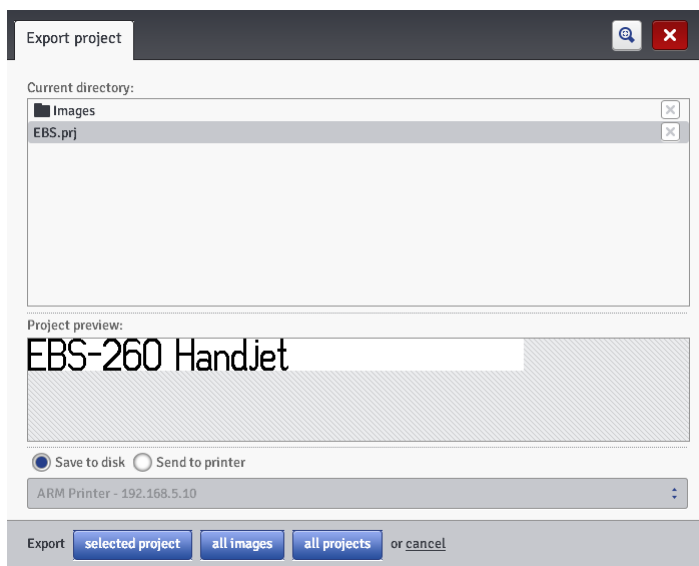 Export project
Current directory:
Images
EBS.prj
Project preview:
EBS-260 HandJet
Save to disk Send to printer
ARM Printer - 192.168.5.10
Export selected project all images all projects or cancel